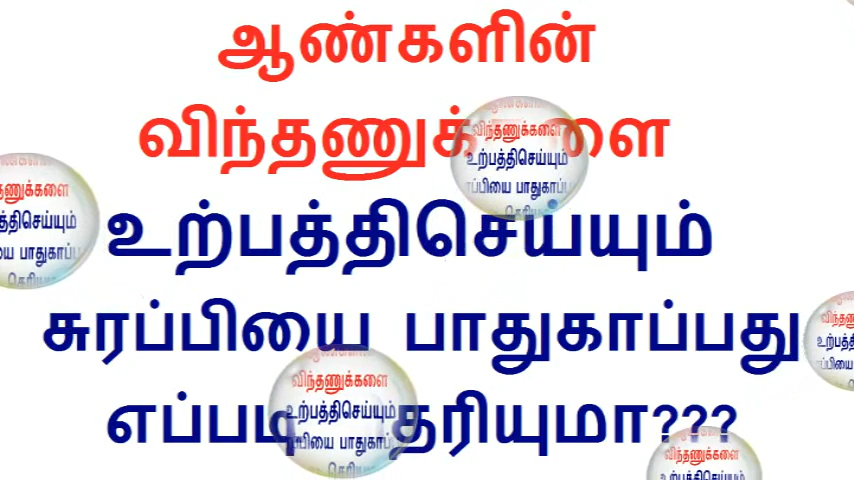 ஆண்களின்
விந்தணுக்களை
உற்பத்திசெய்யும்
சுரப்பியை பாதுகாப்பது
எப்படி தெரியுமா???